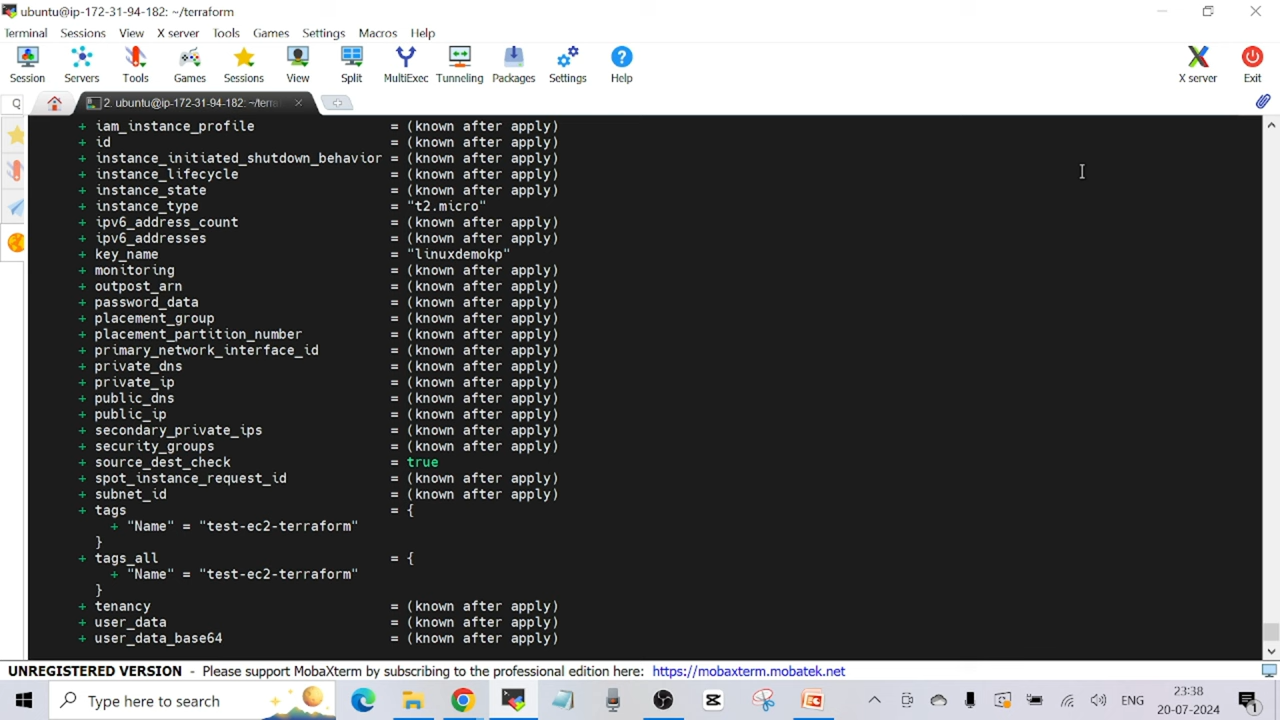 ubuntu@ip-172-31-94-182: ~/terraform
Terminal Sessions View X server Tools Games Settings Macros Help
Session Servers Tools Games Sessions View Split MultiExec Tunneling Packages Settings Help X server Exit
2. ubuntu@ip-172-31-94-182: ~/terra
+ iam_instance_profile = (known after apply)
+ id = (known after apply)
+ instance_initiated_shutdown_behavior = (known after apply)
+ instance_lifecycle = (known after apply)
+ instance_state = (known after apply)
+ instance_type = "t2.micro"
+ ipv6_address_count = (known after apply)
+ ipv6_addresses = (known after apply)
+ key_name = "linuxdemokp"
+ monitoring = (known after apply)
+ outpost_arn = (known after apply)
+ password_data = (known after apply)
+ placement_group = (known after apply)
+ placement_partition_number = (known after apply)
+ primary_network_interface_id = (known after apply)
+ private_dns = (known after apply)
+ private_ip = (known after apply)
+ public_dns = (known after apply)
+ public_ip = (known after apply)
+ secondary_private_ips = (known after apply)
+ security_groups = (known after apply)
+ source_dest_check = true
+ spot_instance_request_id = (known after apply)
+ subnet_id = (known after apply)
+ tags = {
+ "Name" = "test-ec2-terraform"
}
+ tags_all = {
+ "Name" = "test-ec2-terraform"
}
+ tenancy = (known after apply)
+ user_data = (known after apply)
+ user_data_base64 = (known after apply)
UNREGISTERED VERSION - Please support MobaXterm by subscribing to the professional edition here: https://mobaxterm.mobatek.net
Type here to search
ENG
23:38
20-07-2024